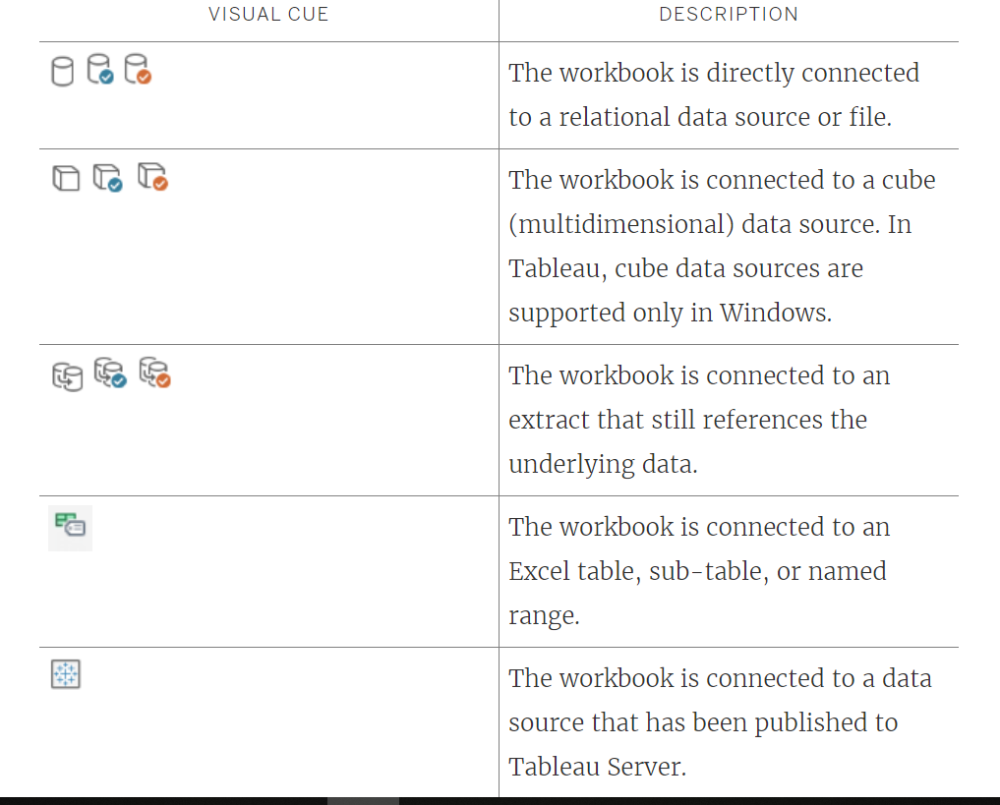 VISUAL CUE
DESCRIPTION
The workbook is directly connected
to a relational data source or file.
The workbook is connected to a cube
(multidimensional) data source. In
Tableau, cube data sources are
supported only in Windows.
The workbook is connected to an
extract that still references the
underlying data.
The workbook is connected to an
Excel table, sub-table, or named
range.
The workbook is connected to a data
source that has been published to
Tableau Server.